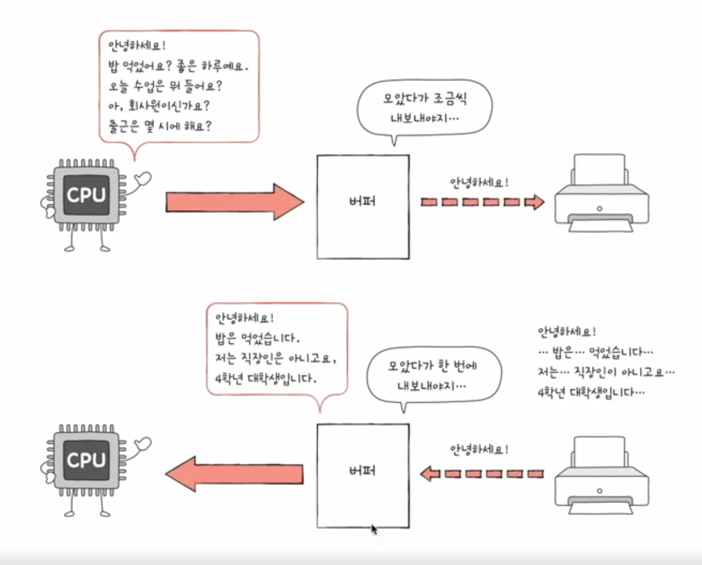 안녕하세요!
밥 먹었어요? 좋은 하루예요.
오늘 수업은 뭐 들어요?
아, 회사원이신가요?
출근은 몇 시에 해요?
모았다가 조금씩
내보내야지…
CPU
버퍼
안녕하세요!
안녕하세요!
밥은 먹었습니다.
저는 직장인은 아니고요,
4학년 대학생입니다.
모았다가 한 번에
내보내야지…
안녕하세요!
… 밥은… 먹었습니다…
저는… 직장인이 아니고요…
4학년 대학생입니다…
CPU
버퍼
안녕하세요!